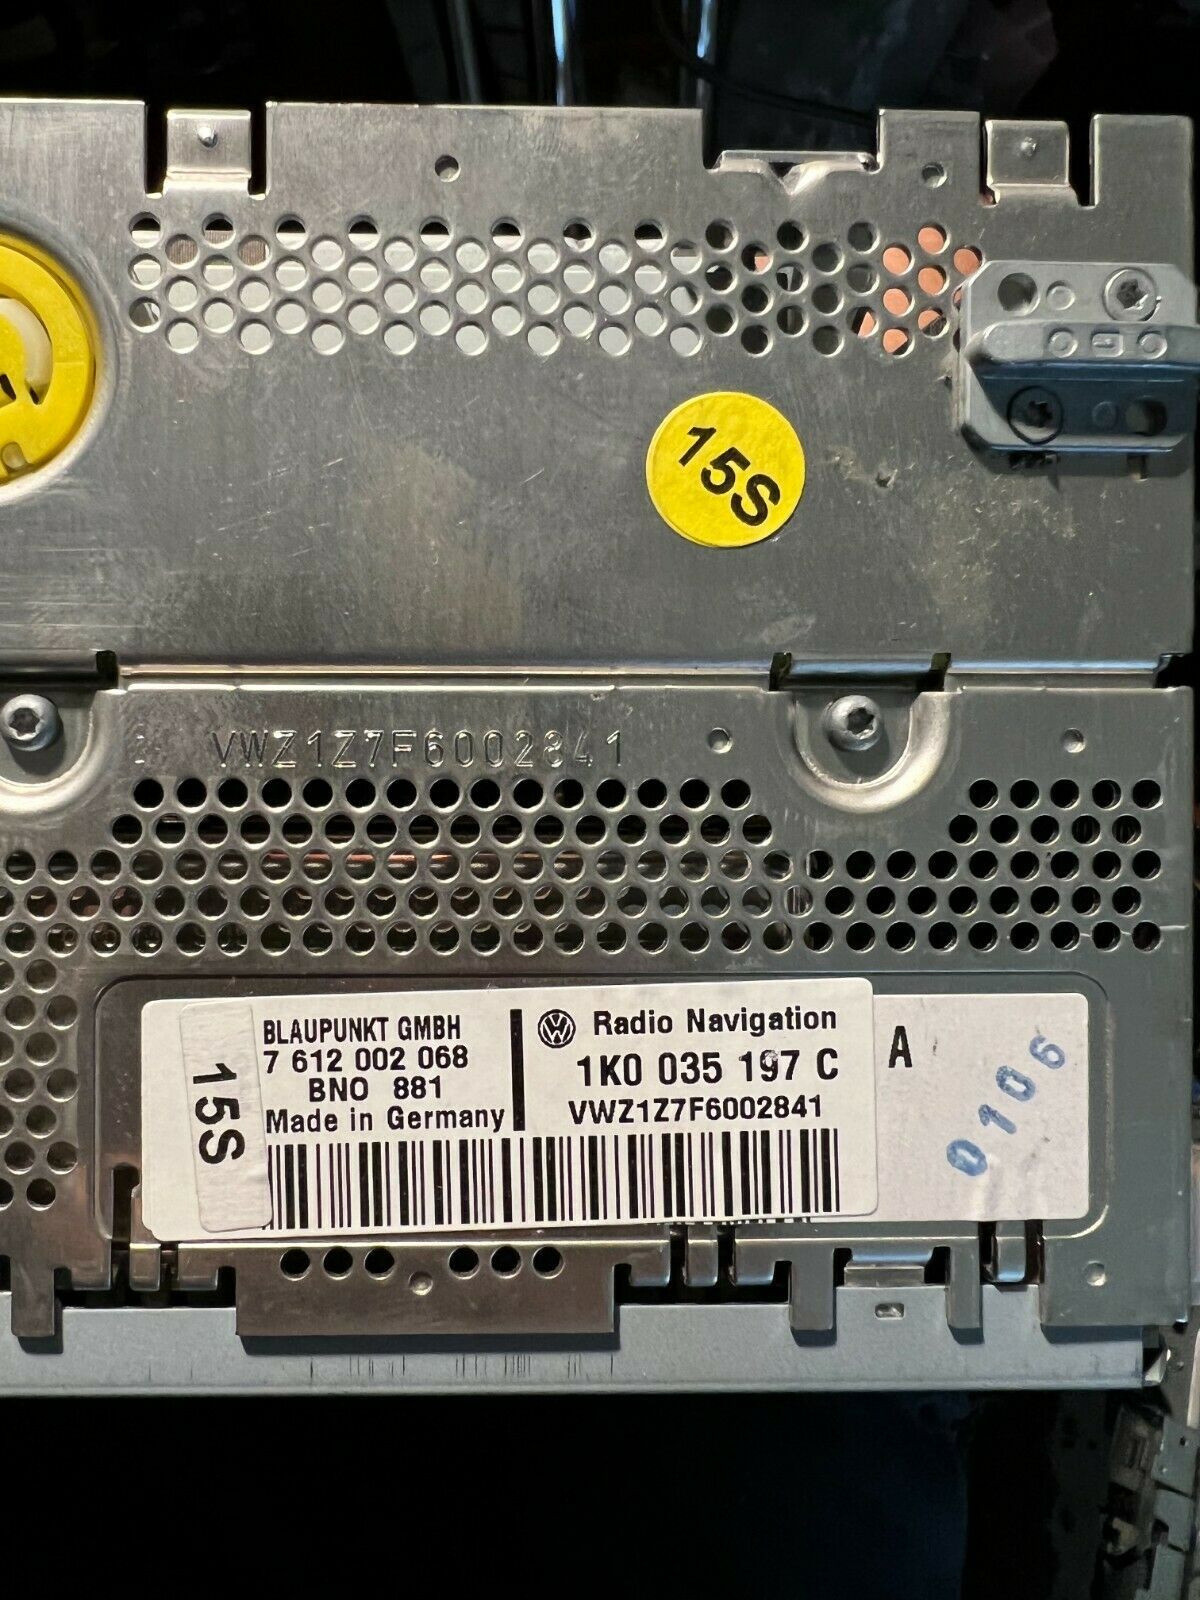 15S
VWZ1Z7F6002841
BLAUPUNKT GMBH
7 612 002 068
BNO 881
Made in Germany
15S
Radio Navigation
1K0 035 197 C
VWZ1Z7F6002841
A
0106